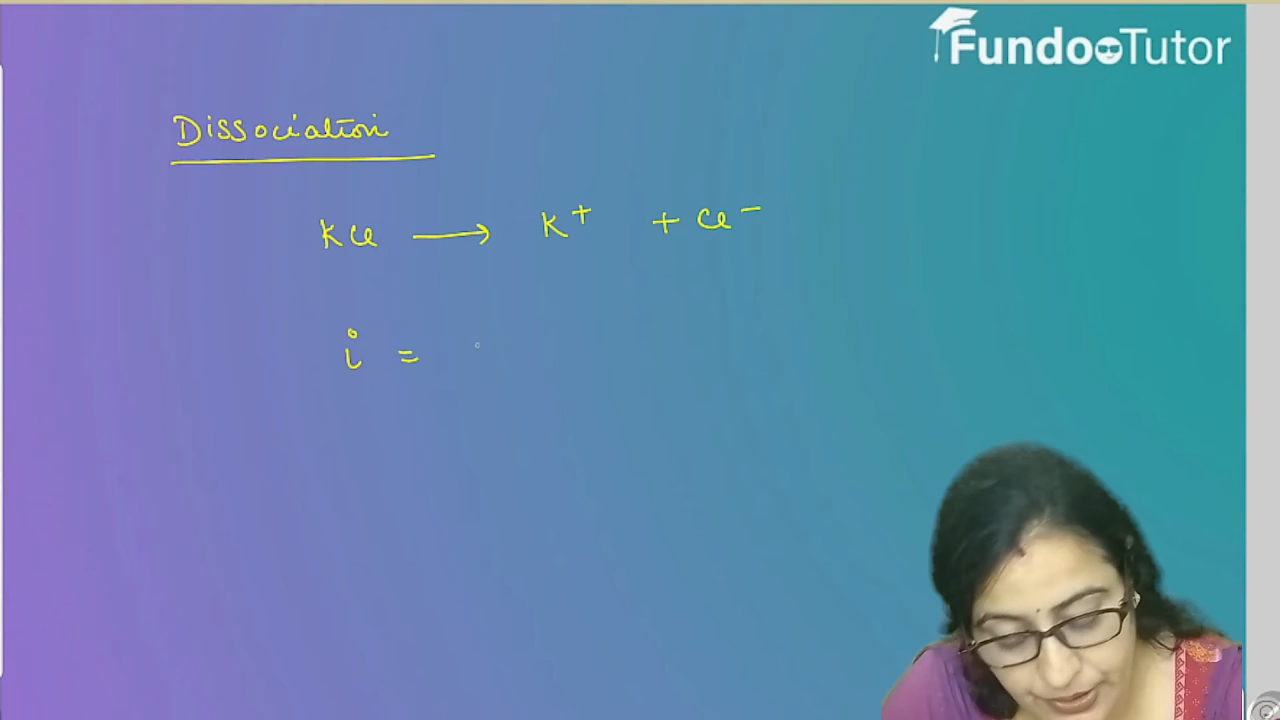 FundooTutor
Dissociation
KCl ⟶ K⁺ + Cl⁻
i =